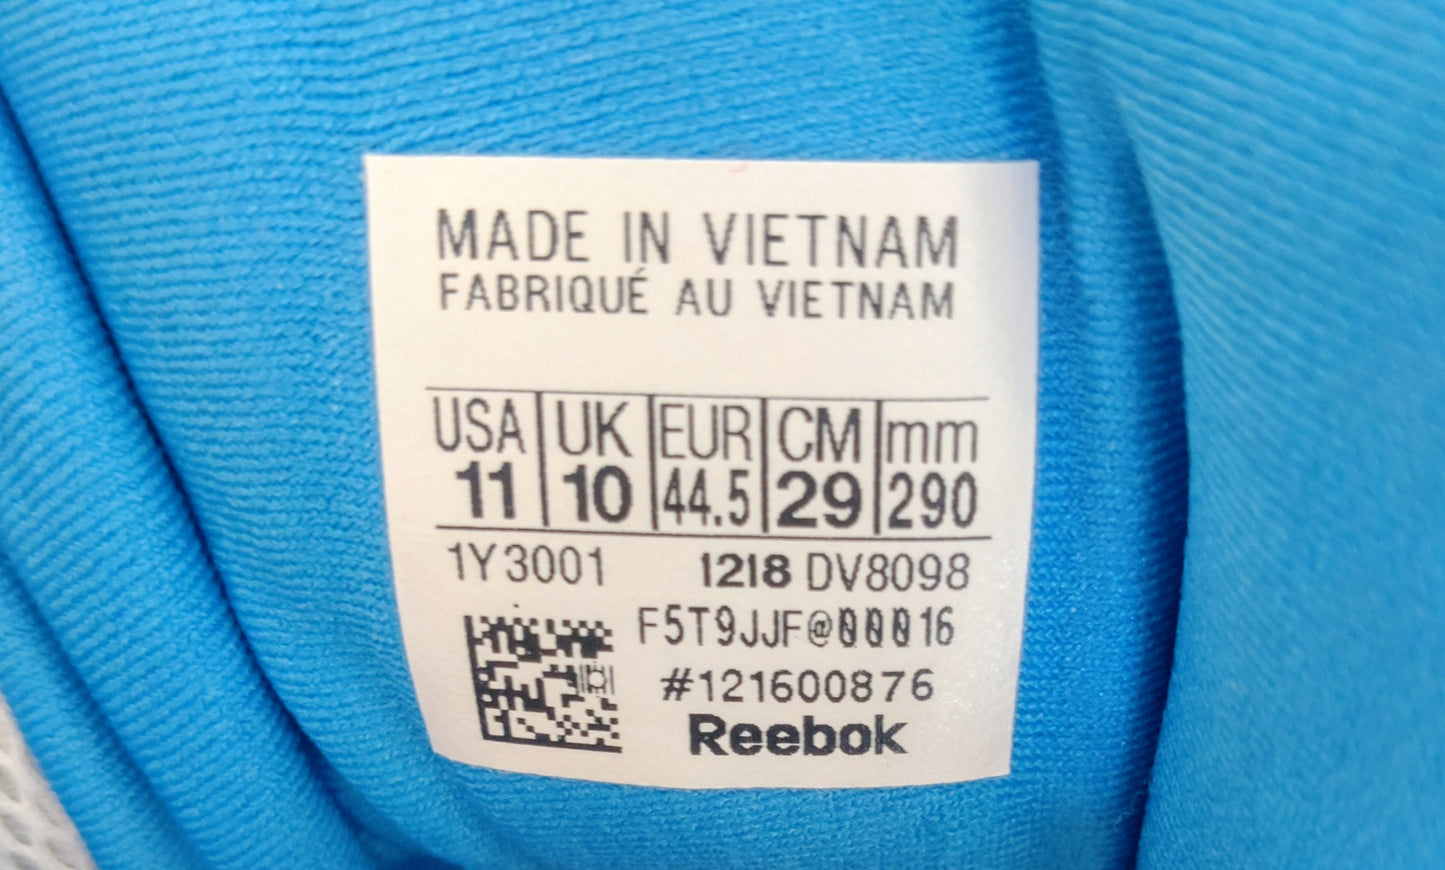 MADE IN VIETNAM
FABRIQUÉ AU VIETNAM
USA UK EUR CM mm
11 10 44.5 29 290
1Y3001 1218 DV8098
F5T9JJF@00016
#121600876
Reebok